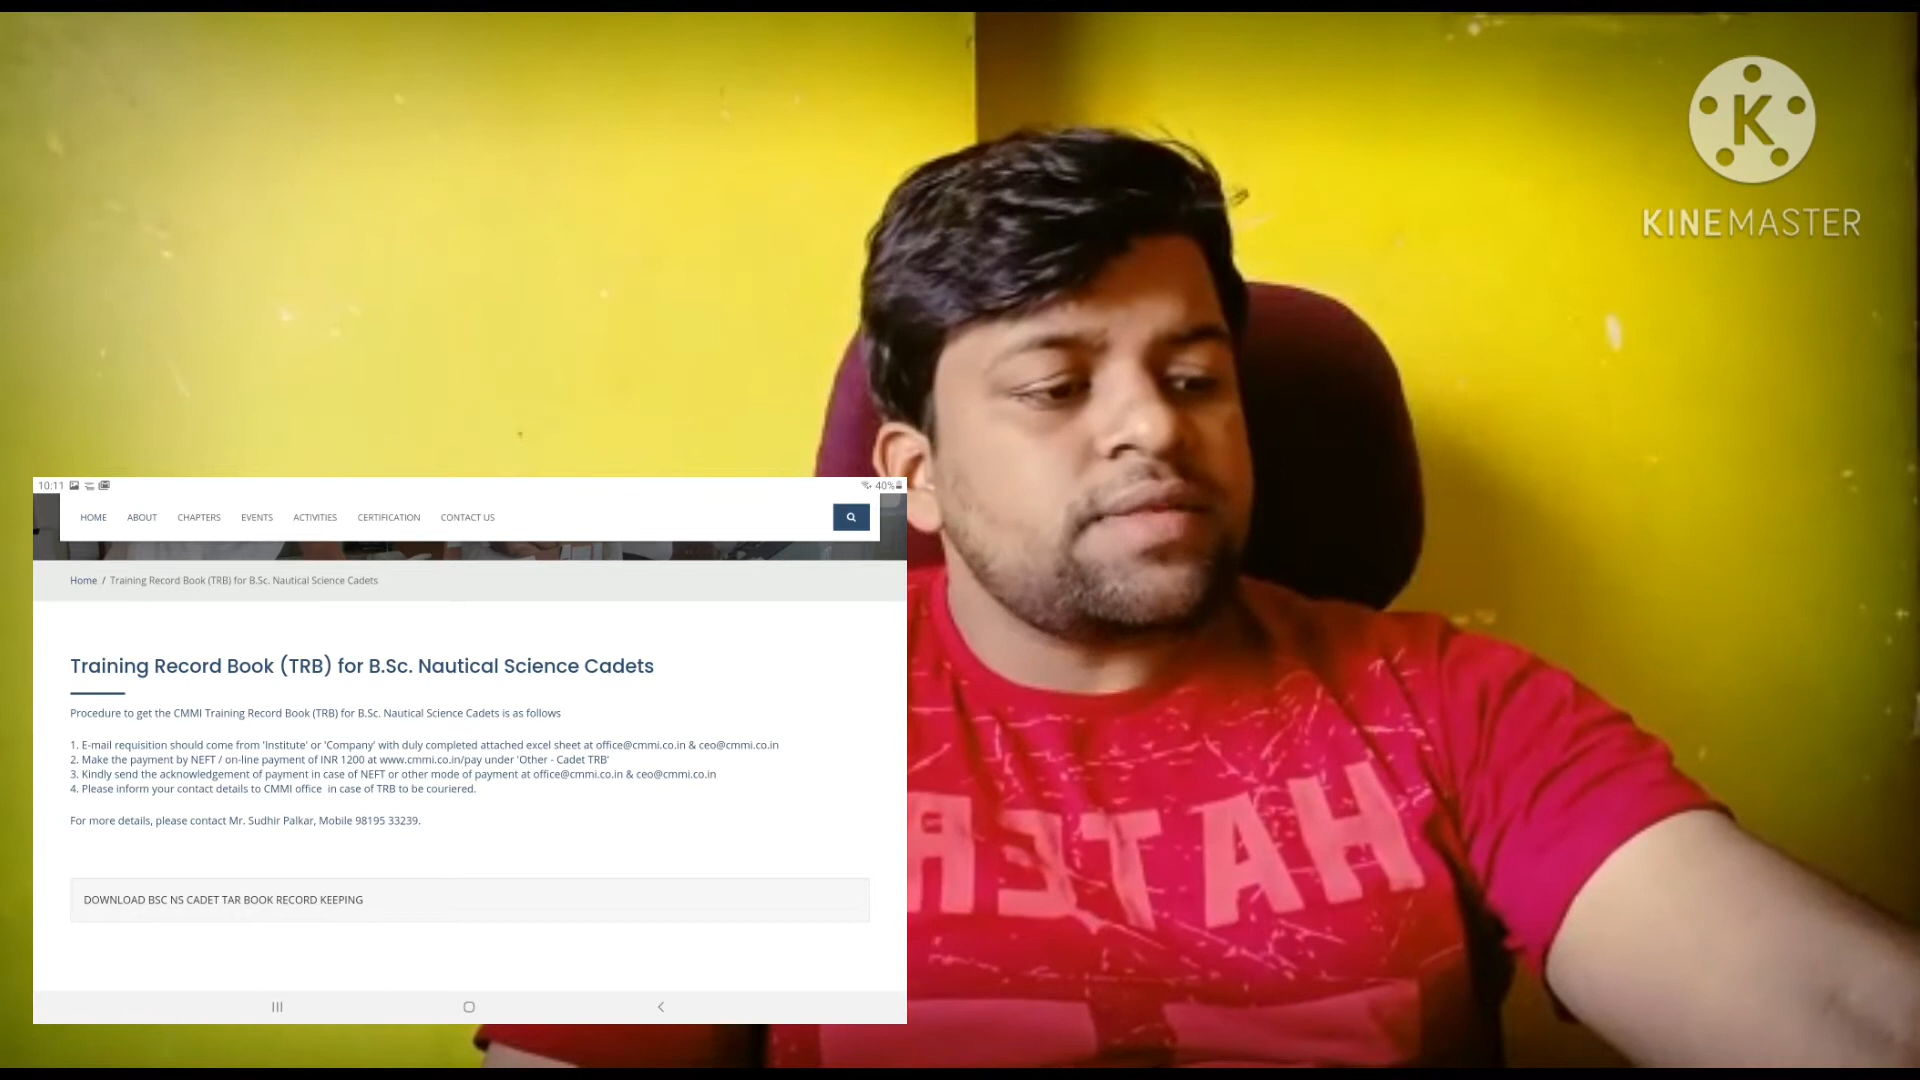 KINEMASTER
10:11
40%
HOME ABOUT CHAPTERS EVENTS ACTIVITIES CERTIFICATION CONTACT US
Home / Training Record Book (TRB) for B.Sc. Nautical Science Cadets
Training Record Book (TRB) for B.Sc. Nautical Science Cadets
Procedure to get the CMMI Training Record Book (TRB) for B.Sc. Nautical Science Cadets is as follows
1. E-mail requisition should come from 'Institute' or 'Company' with duly completed attached excel sheet at office@cmmi.co.in & ceo@cmmi.co.in
2. Make the payment by NEFT / on-line payment of INR 1200 at www.cmmi.co.in/pay under 'Other - Cadet TRB'
3. Kindly send the acknowledgement of payment in case of NEFT or other mode of payment at office@cmmi.co.in & ceo@cmmi.co.in
4. Please inform your contact details to CMMI office in case of TRB to be couriered.
For more details, please contact Mr. Sudhir Palkar, Mobile 98195 33239.
DOWNLOAD BSC NS CADET TAR BOOK RECORD KEEPING